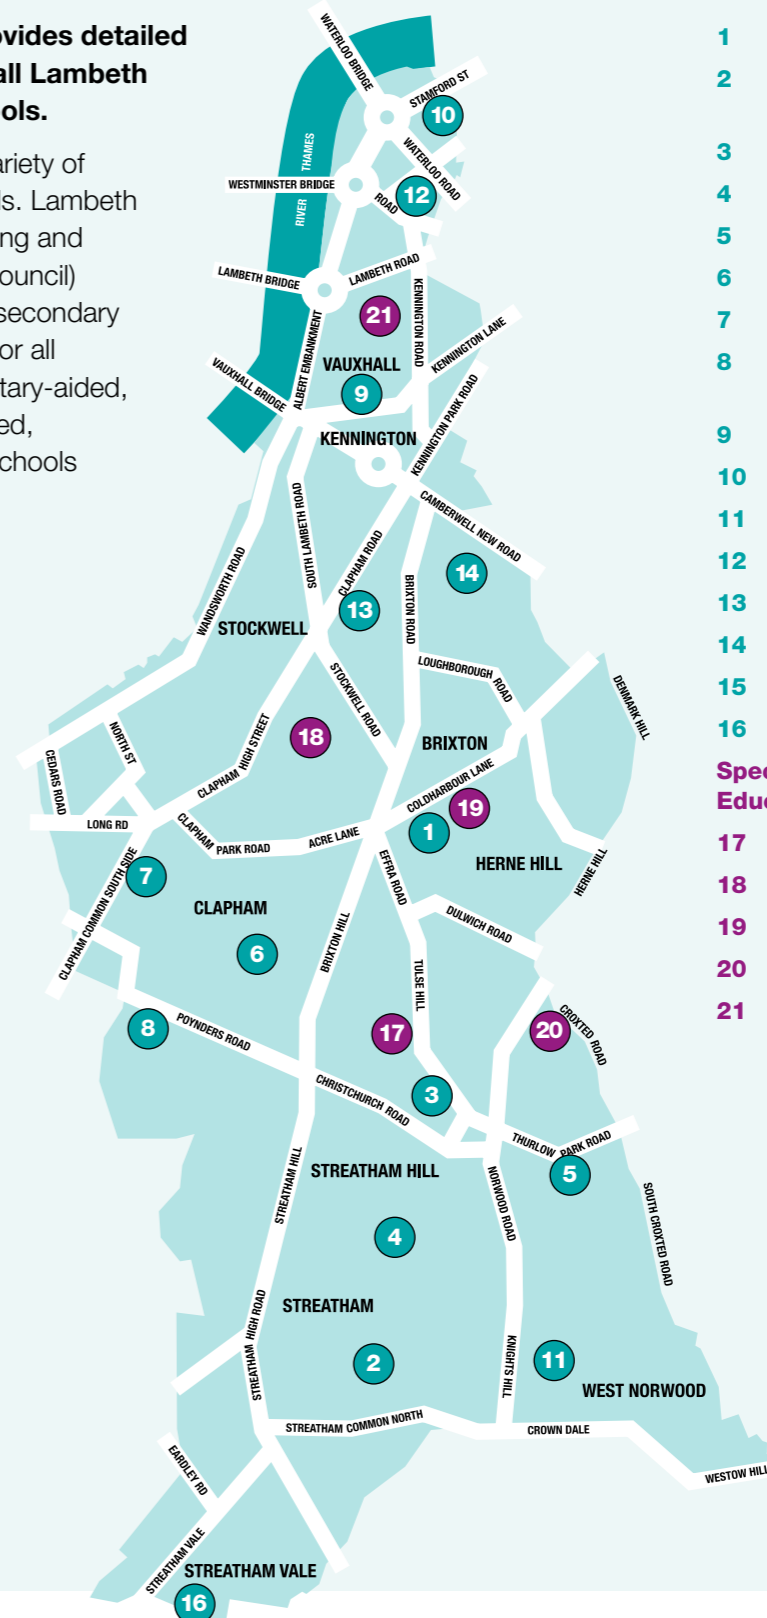 ovides detailed
all Lambeth
ols.
ariety of
ls. Lambeth
ing and
ouncil)
secondary
or all
tary-aided,
ed,
chools
WATERLOO BRIDGE
STAMFORD ST
10
RIVER THAMES
WATERLOO ROAD
WESTMINSTER BRIDGE
ROAD
12
LAMBETH BRIDGE
LAMBETH ROAD
21
KENNINGTON ROAD
ALBERT EMBANKMENT
KENNINGTON LANE
VAUXHALL
VAUXHALL BRIDGE
9
KENNINGTON PARK ROAD
KENNINGTON
CAMBERWELL NEW ROAD
SOUTH LAMBETH ROAD
CLAPHAM ROAD
WANDSWORTH ROAD
14
BRIXTON ROAD
13
STOCKWELL
LOUGHBOROUGH ROAD
STOCKWELL ROAD
DENMARK HILL
18
NORTH ST
BRIXTON
CLAPHAM HIGH STREET
CEDARS ROAD
COLDHARBOUR LANE
19
LONG RD
CLAPHAM PARK ROAD
ACRE LANE
1
HERNE HILL
HERNE HILL
7
EFFRA ROAD
CLAPHAM COMMON SOUTH SIDE
CLAPHAM
DULWICH ROAD
BRIXTON HILL
6
TULSE HILL
8
POYNDERS ROAD
17
20
CROXTED ROAD
3
CHRISTCHURCH ROAD
THURLOW PARK ROAD
5
STREATHAM HILL
STREATHAM HILL
NORWOOD ROAD
SOUTH CROXTED ROAD
4
STREATHAM
STREATHAM HIGH ROAD
2
KNIGHTS HILL
11
WEST NORWOOD
STREATHAM COMMON NORTH
CROWN DALE
EARDLEY RD
WESTOW HILL
STREATHAM VALE
STREATHAM VALE
16
1
2
3
4
5
6
7
8
9
10
11
12
13
14
15
16
Spec
Educ
17
18
19
20
21